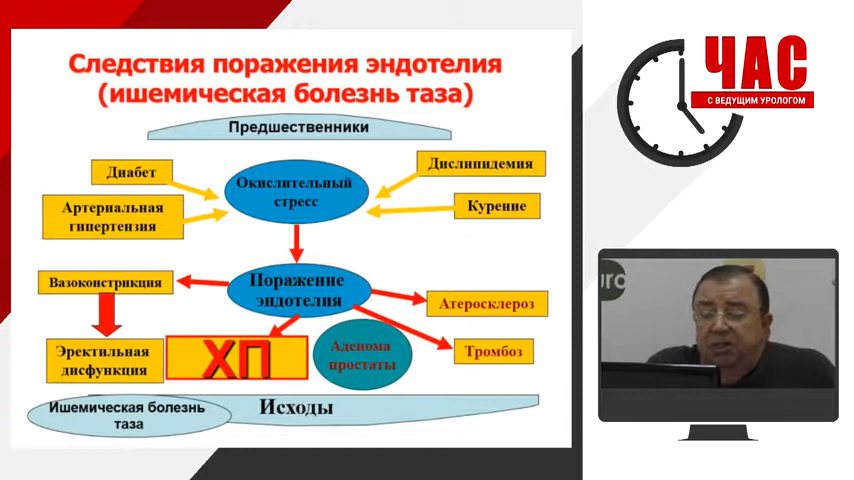 Следствия поражения эндотелия
(ишемическая болезнь таза)
Предшественники
Диабет
Окислительный
стресс
Дислипидемия
Артериальная
гипертензия
Курение
Вазоконстрикция
Поражение
эндотелия
Атеросклероз
Эректильная
дисфункция
ХП
Аденома
простаты
Тромбоз
Ишемическая болезнь
таза
Исходы
ЧАС
С ВЕДУЩИМ УРОЛОГОМ